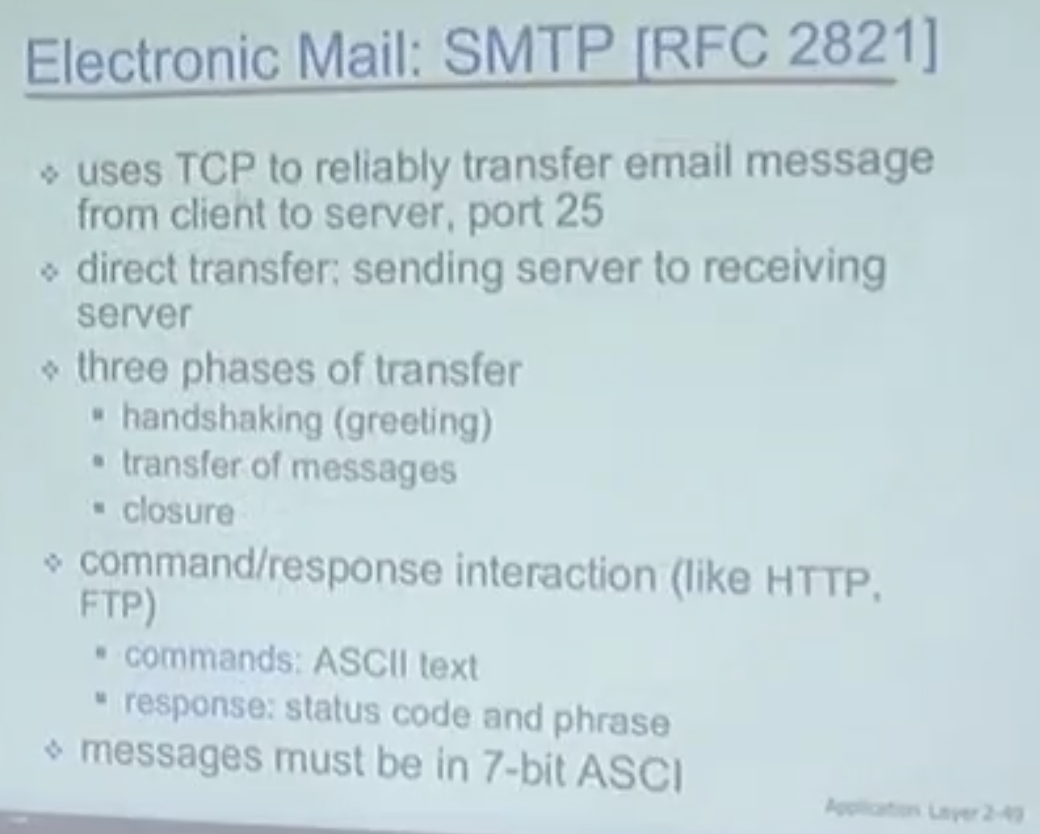 Electronic Mail: SMTP [RFC 2821]
uses TCP to reliably transfer email message
from client to server, port 25
direct transfer: sending server to receiving
server
three phases of transfer
handshaking (greeting)
transfer of messages
closure
command/response interaction (like HTTP,
FTP)
commands: ASCII text
response: status code and phrase
messages must be in 7-bit ASCI
Application Layer 2-49